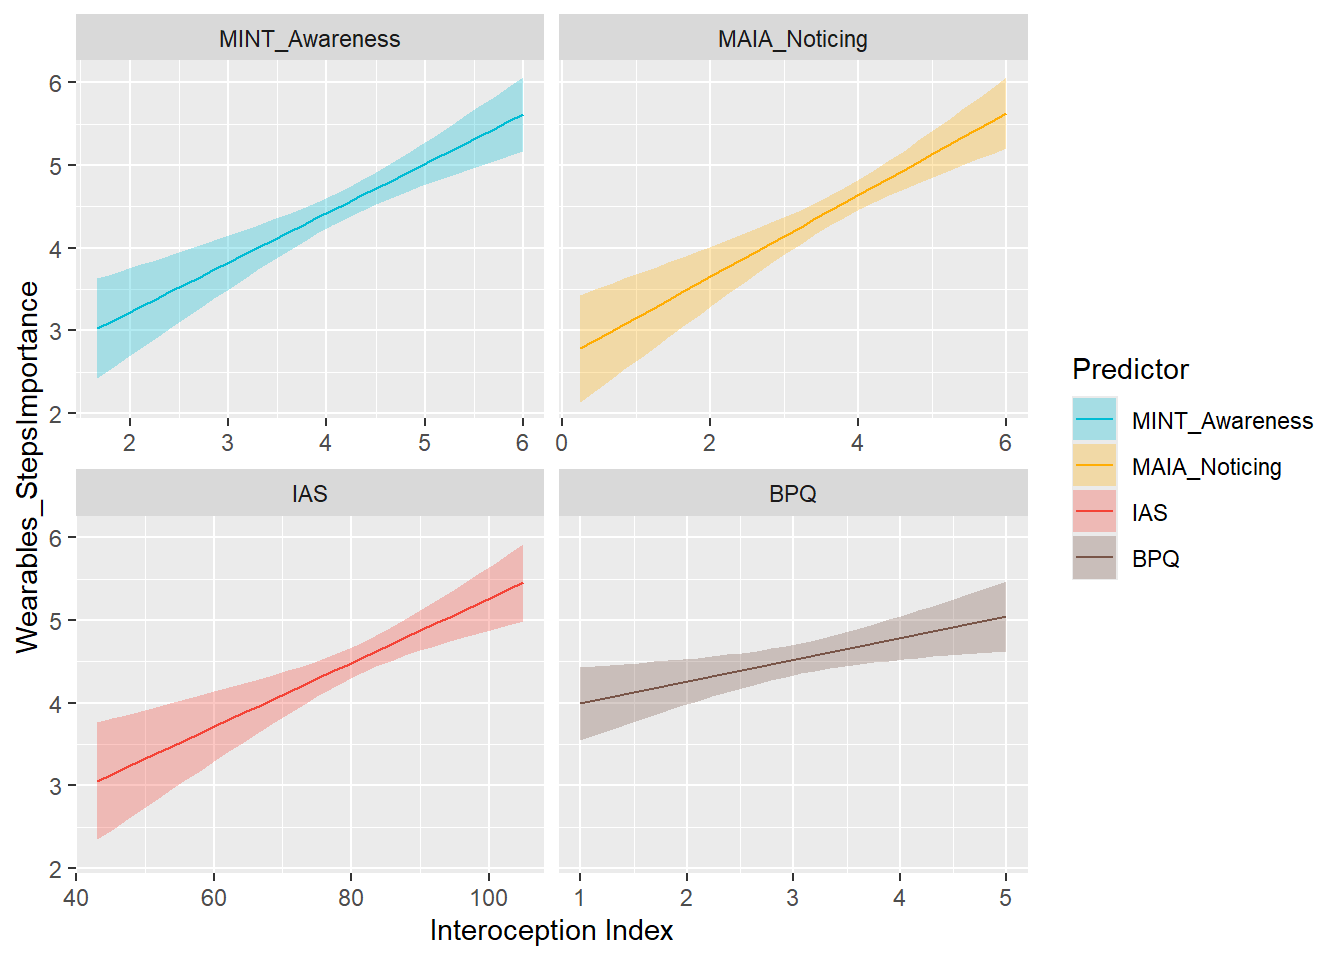 MINT_Awareness
MAIA_Noticing
6
5
4
3
2
2
3
4
5
6
0
2
4
6
IAS
BPQ
6
5
4
3
2
40
60
80
100
1
2
3
4
5
Wearables_StepsImportance
Interoception Index
Predictor
MINT_Awareness
MAIA_Noticing
IAS
BPQ